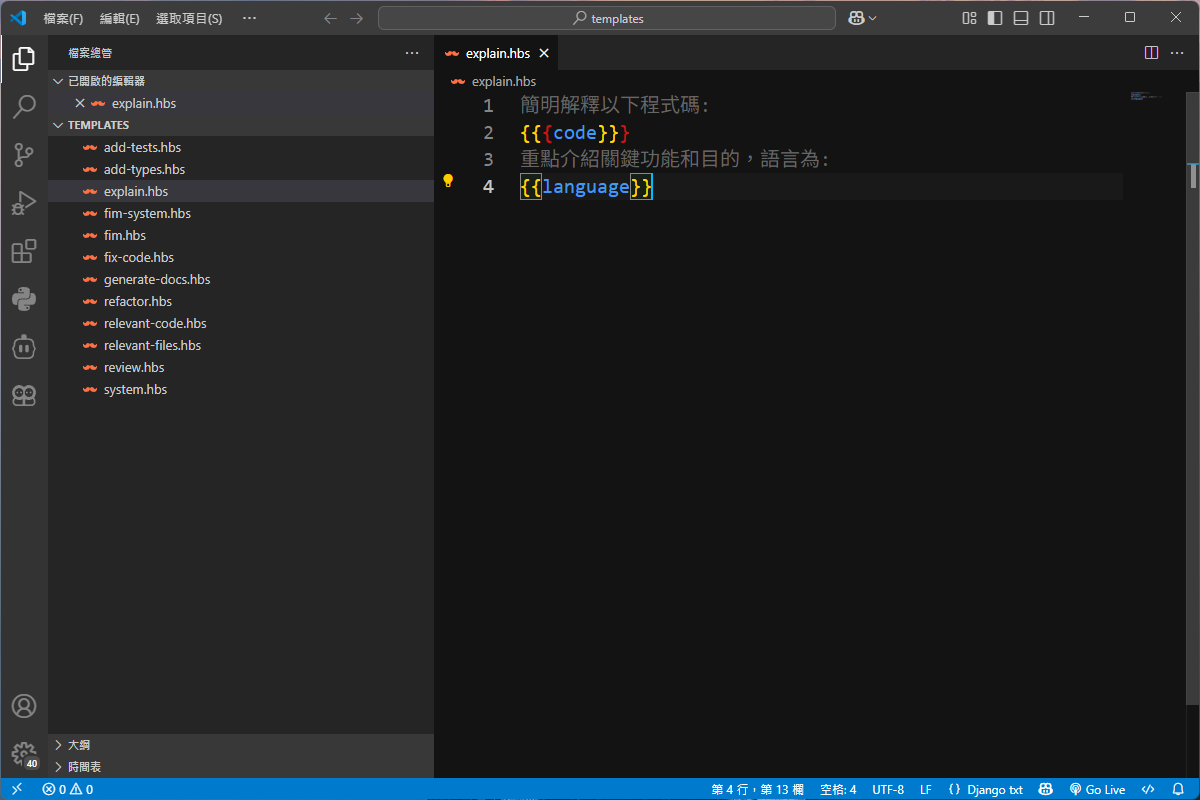 檔案(F) 編輯(E) 選取項目(S) ··· templates
檔案總管 ···
已開啟的編輯器
explain.hbs
TEMPLATES
add-tests.hbs
add-types.hbs
explain.hbs
fim-system.hbs
fim.hbs
fix-code.hbs
generate-docs.hbs
refactor.hbs
relevant-code.hbs
relevant-files.hbs
review.hbs
system.hbs
大綱
時間表
40
explain.hbs
explain.hbs
1 簡明解釋以下程式碼:
2 {{{code}}}
3 重點介紹關鍵功能和目的，語言為:
4 {{language}}
0 0 第 4 行，第 13 欄 空格: 4 UTF-8 LF {} Django txt Go Live